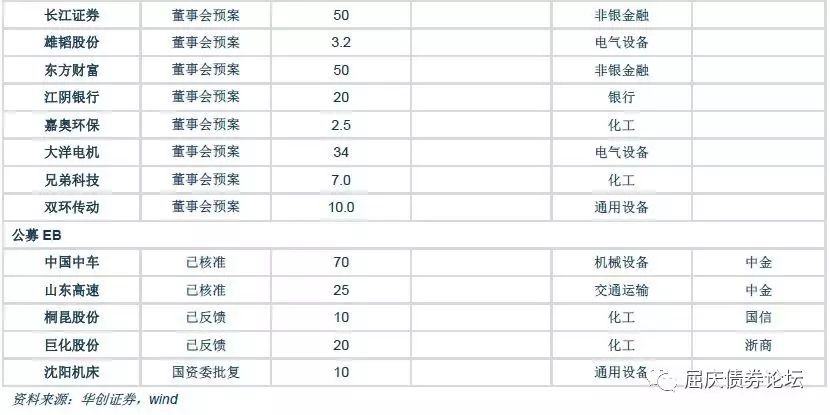 长江证券 董事会预案 50 非银金融
雄韬股份 董事会预案 3.2 电气设备
东方财富 董事会预案 50 非银金融
江阴银行 董事会预案 20 银行
嘉奥环保 董事会预案 2.5 化工
大洋电机 董事会预案 34 电气设备
兄弟科技 董事会预案 7.0 化工
双环传动 董事会预案 10.0 通用设备
公募 EB
中国中车 已核准 70 机械设备 中金
山东高速 已核准 25 交通运输 中金
桐昆股份 已反馈 10 化工 国信
巨化股份 已反馈 20 化工 浙商
沈阳机床 国资委批复 10 通用设备
屈庆债券论坛
资料来源：华创证券，wind